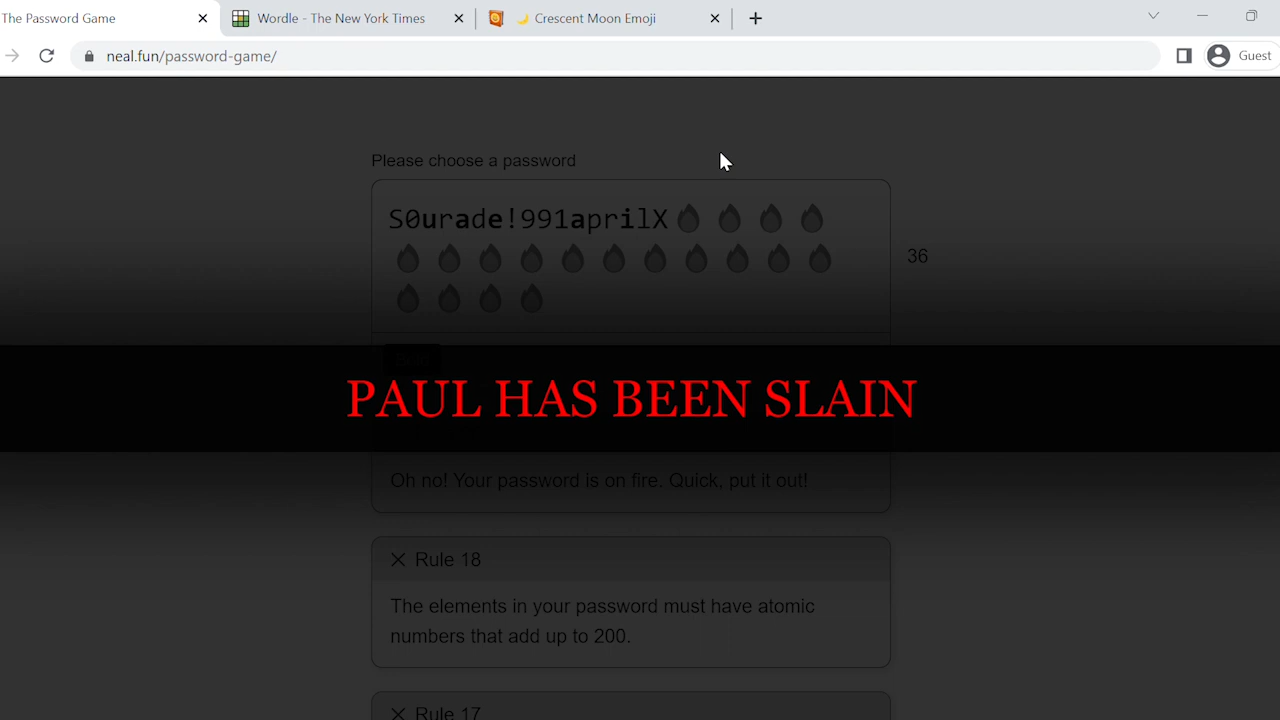 The Password Game
Wordle - The New York Times
🌙 Crescent Moon Emoji
neal.fun/password-game/
Guest
Please choose a password
S0urade!991aprilX🔥🔥🔥🔥
🔥🔥🔥🔥🔥🔥🔥🔥🔥🔥🔥
🔥🔥🔥🔥
36
PAUL HAS BEEN SLAIN
Oh no! Your password is on fire. Quick, put it out!
Rule 18
The elements in your password must have atomic
numbers that add up to 200.
Rule 17